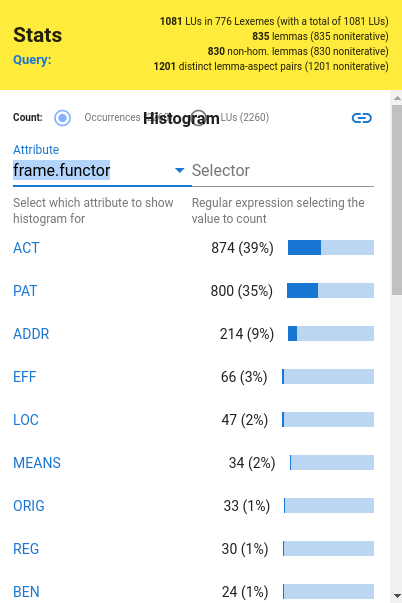 Stats
Query:
1081 LUs in 776 Lexemes (with a total of 1081 LUs)
835 lemmas (835 noniterative)
830 non-hom. lemmas (830 noniterative)
1201 distinct lemma-aspect pairs (1201 noniterative)
Count:
Occurrences
Histogram
LUs (2260)
Attribute
frame.functor
Selector
Select which attribute to show
histogram for
Regular expression selecting the
value to count
ACT 874 (39%)
PAT 800 (35%)
ADDR 214 (9%)
EFF 66 (3%)
LOC 47 (2%)
MEANS 34 (2%)
ORIG 33 (1%)
REG 30 (1%)
BEN 24 (1%)